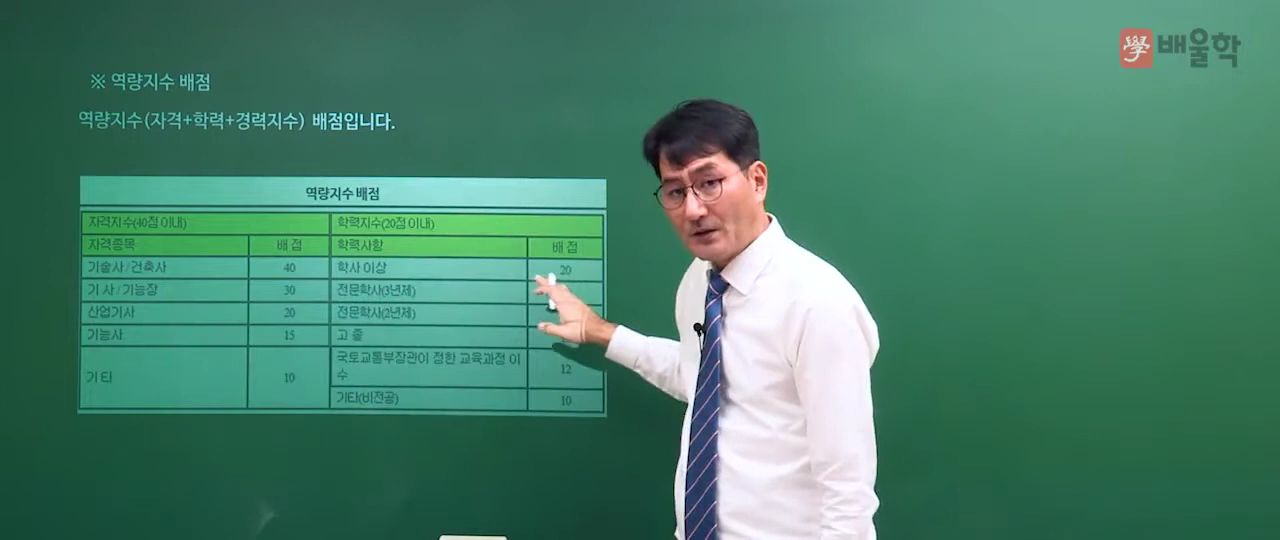 學 배울학
※ 역량지수 배점
역량지수(자격+학력+경력지수) 배점입니다.
역량지수 배점
자격지수(40점 이내) 학력지수(20점 이내)
자격종목 배 점 학력사항 배 점
기술사/건축사 40 학사 이상 20
기 사 / 기능장 30 전문학사(3년제)
산업기사 20 전문학사(2년제)
기능사 15 고 졸
기 타 10 국토교통부장관이 정한 교육과정 이
수 12
기타(비전공) 10